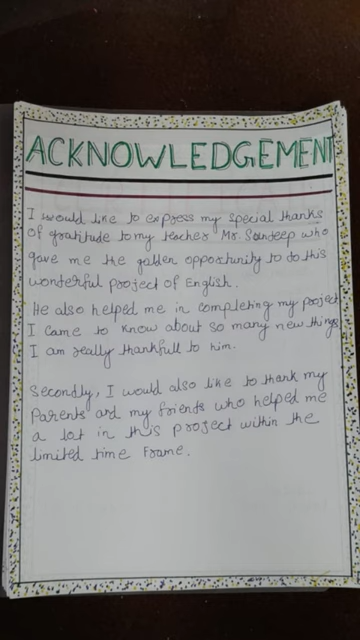 ACKNOWLEDGEMENT
I would like to express my special thanks
of gratitude to my teacher Mr. Sandeep who
gave me the golden opportunity to do this
wonderful project of English.
He also helped me in completing my project
I came to know about so many new things
I am really thankfull to him.
Secondly, I would also like to thank my
Parents and my friends who helped me
a lot in this project within the
limited time Frame.